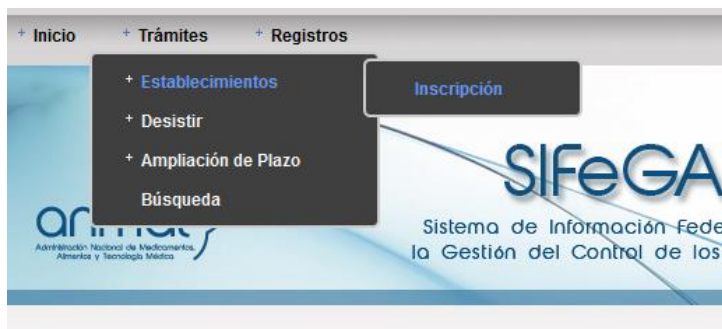 + Inicio + Trámites + Registros
+ Establecimientos
Inscripción
+ Desistir
+ Ampliación de Plazo
Búsqueda
SIFeGA
Sistema de Información Fede
la Gestión del Control de los
Administración Nacional de Medicamentos,
Alimentos y Tecnología Médica